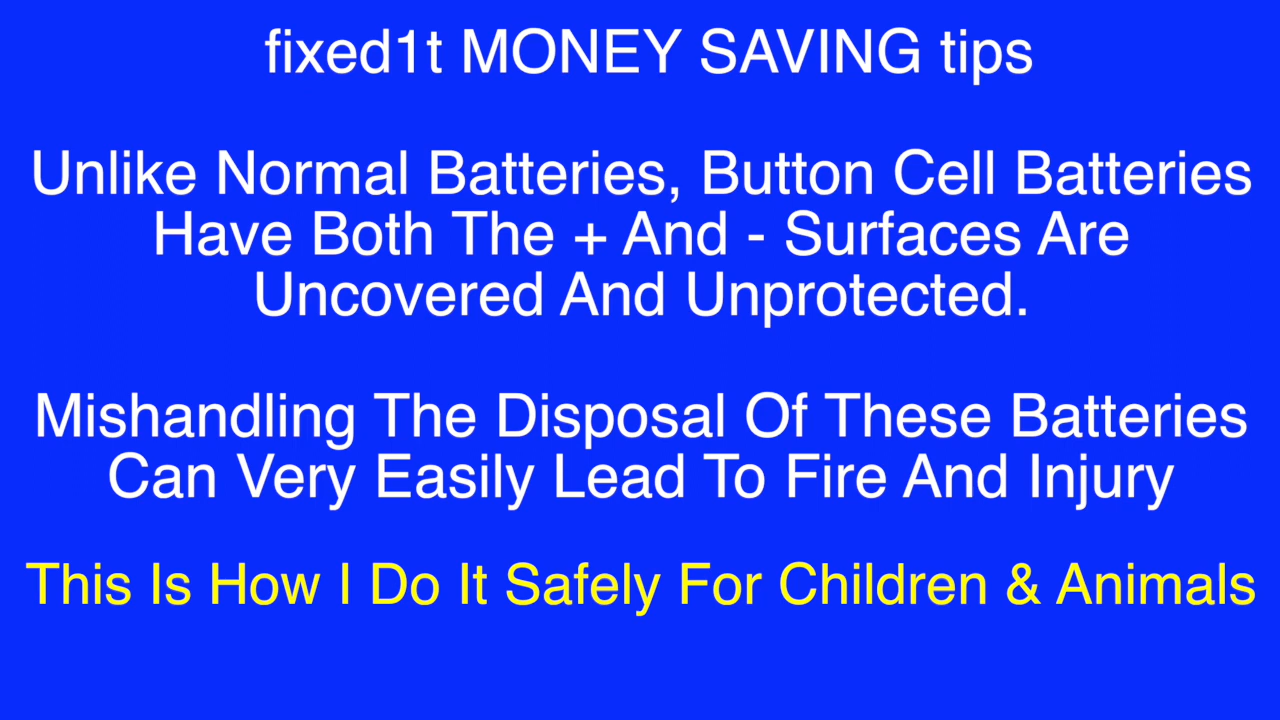 fixed1t MONEY SAVING tips
Unlike Normal Batteries, Button Cell Batteries
Have Both The + And - Surfaces Are
Uncovered And Unprotected.
Mishandling The Disposal Of These Batteries
Can Very Easily Lead To Fire And Injury
This Is How I Do It Safely For Children & Animals